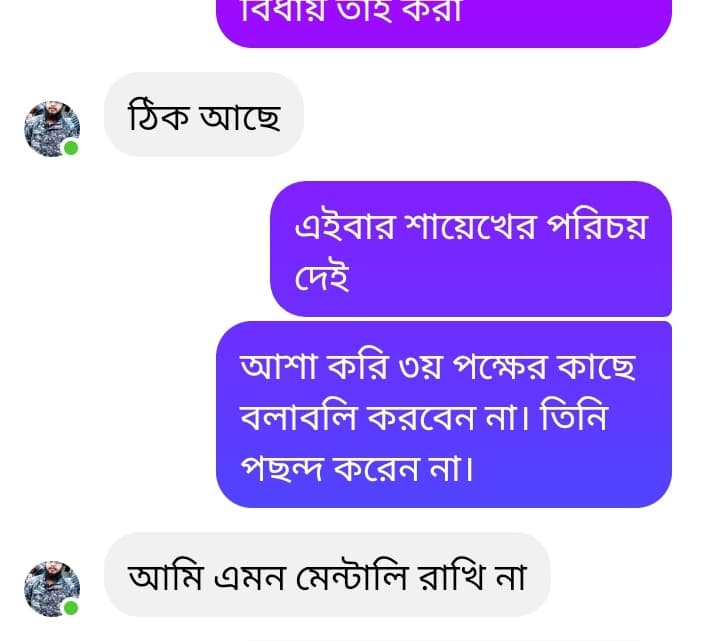 বিধায় তাই করা
ঠিক আছে
এইবার শায়েখের পরিচয়
দেই
আশা করি ৩য় পক্ষের কাছে
বলাবলি করবেন না। তিনি
পছন্দ করেন না।
আমি এমন মেন্টালি রাখি না